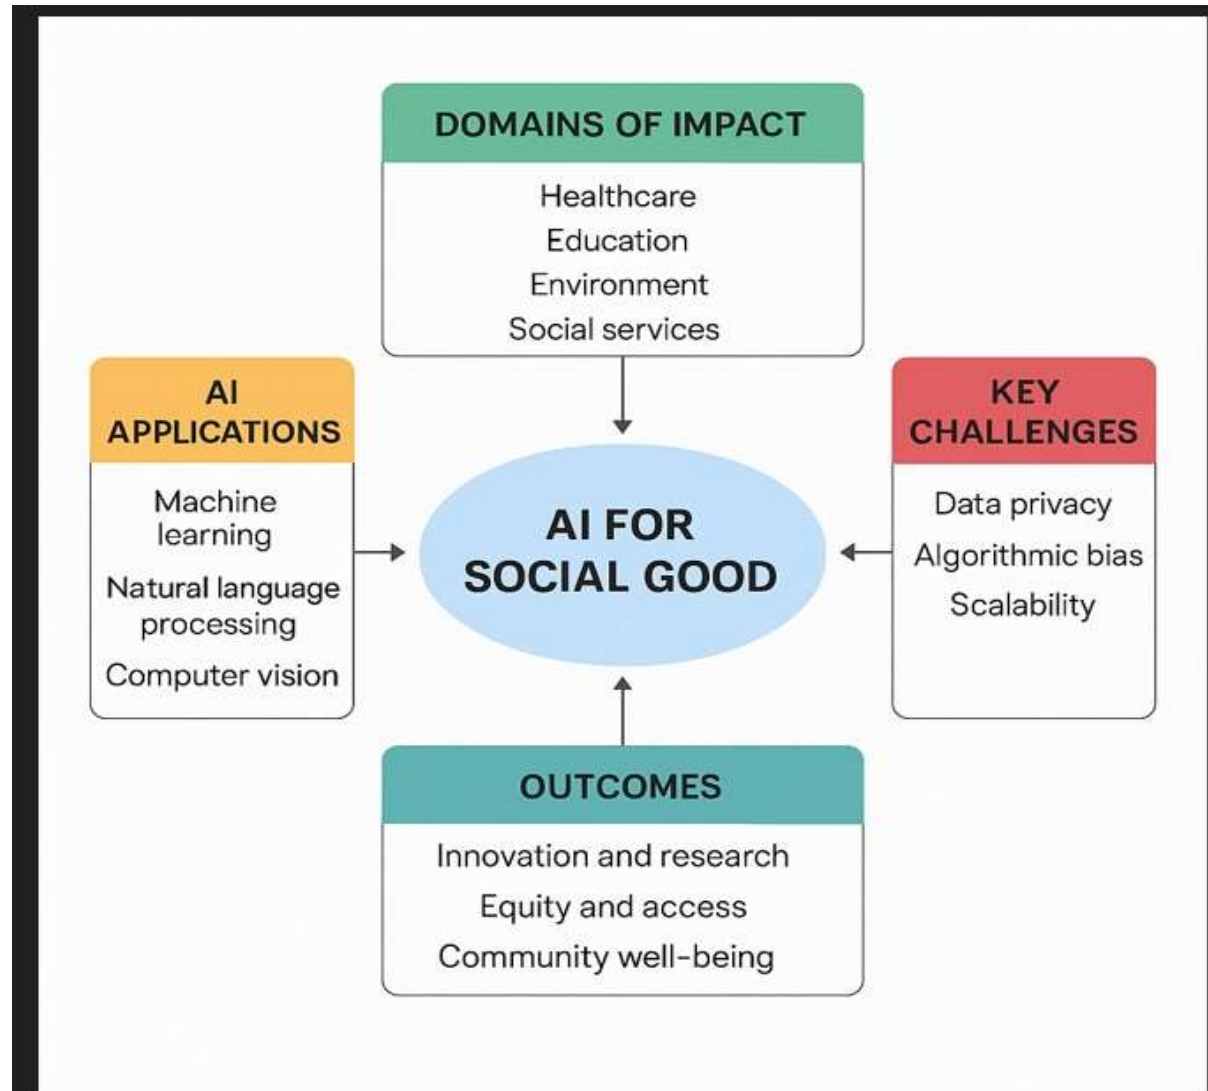 DOMAINS OF IMPACT
Healthcare
Education
Environment
Social services
AI
APPLICATIONS
Machine
learning
Natural language
processing
Computer vision
AI FOR
SOCIAL GOOD
KEY
CHALLENGES
Data privacy
Algorithmic bias
Scalability
OUTCOMES
Innovation and research
Equity and access
Community well-being